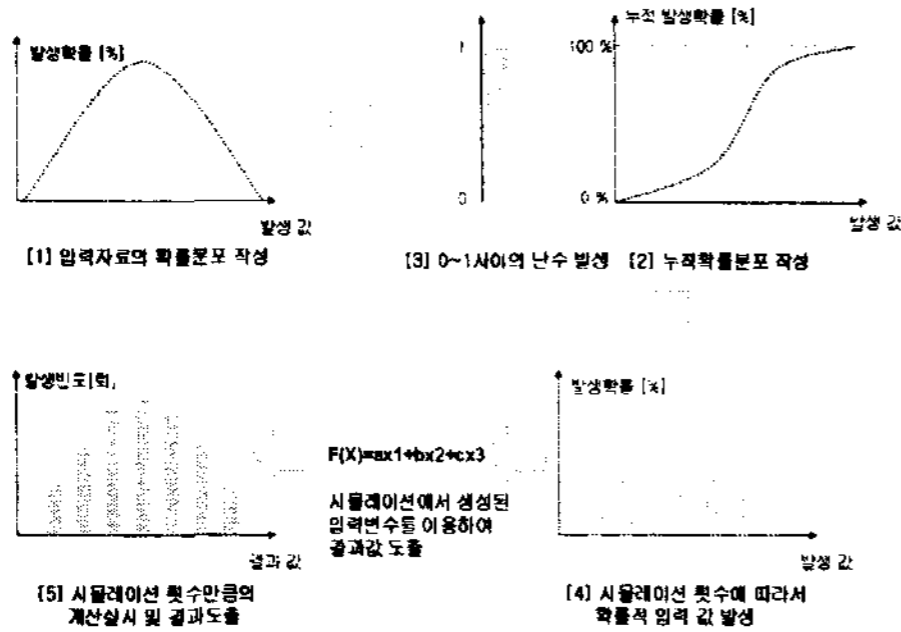 발생확률 [%]
발생 값
[1] 입력자료의 확률분포 작성
1
0
[3] 0~1사이의 난수 발생
누적 발생확률 [%]
100 %
0 %
발생 값
[2] 누적확률분포 작성
발생빈도[회]
결과 값
[5] 시뮬레이션 횟수만큼의
계산실시 및 결과도출
F(X)=ax1+bx2+cx3
시뮬레이션에서 생성된
입력변수를 이용하여
결과값 도출
발생확률 [%]
발생 값
[4] 시뮬레이션 횟수에 따라서
확률적 입력 값 발생